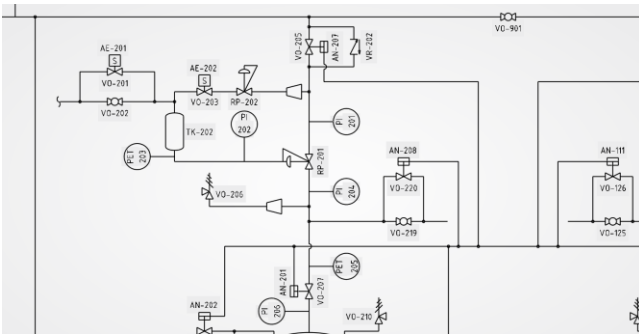 VO-901
AE-201
S
VO-201
VO-202
AE-202
S
VO-203
RP-202
VO-205
AN-207
VR-202
PI
202
PI
201
TK-202
PET
203
RP-201
VO-206
PI
204
AN-208
VO-220
VO-219
AN-111
VO-126
VO-125
PET
205
AN-201
VO-207
AN-202
PI
206
VO-210